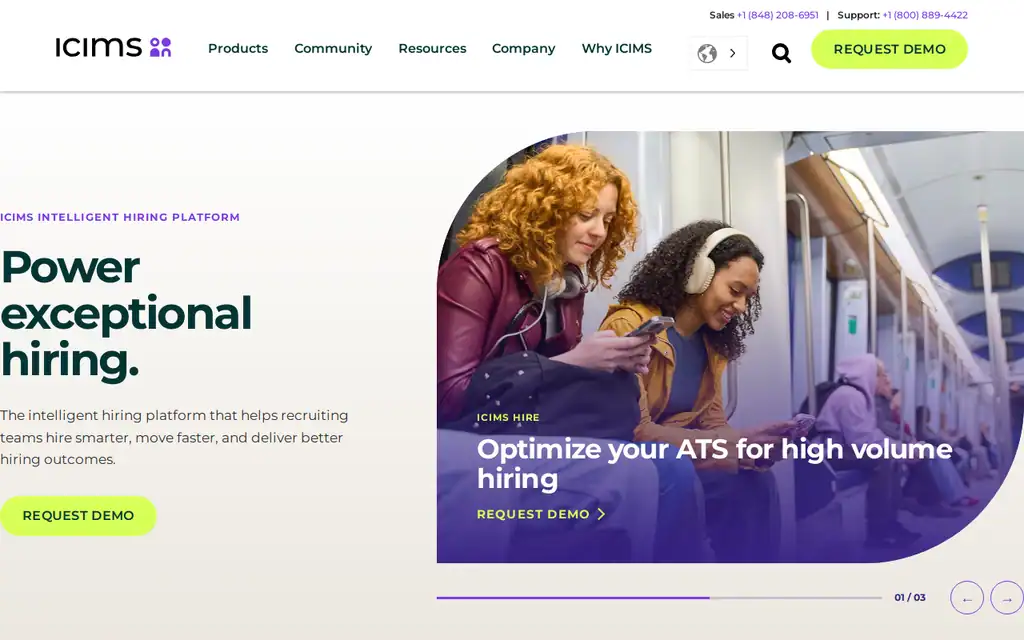 Sales +1 (848) 208-6951 | Support: +1 (800) 889-4422
ICIMS
Products
Community
Resources
Company
Why ICIMS
REQUEST DEMO
ICIMS INTELLIGENT HIRING PLATFORM
Power
exceptional
hiring.
The intelligent hiring platform that helps recruiting
teams hire smarter, move faster, and deliver better
hiring outcomes.
REQUEST DEMO
ICIMS HIRE
Optimize your ATS for high volume
hiring
REQUEST DEMO
01 / 03